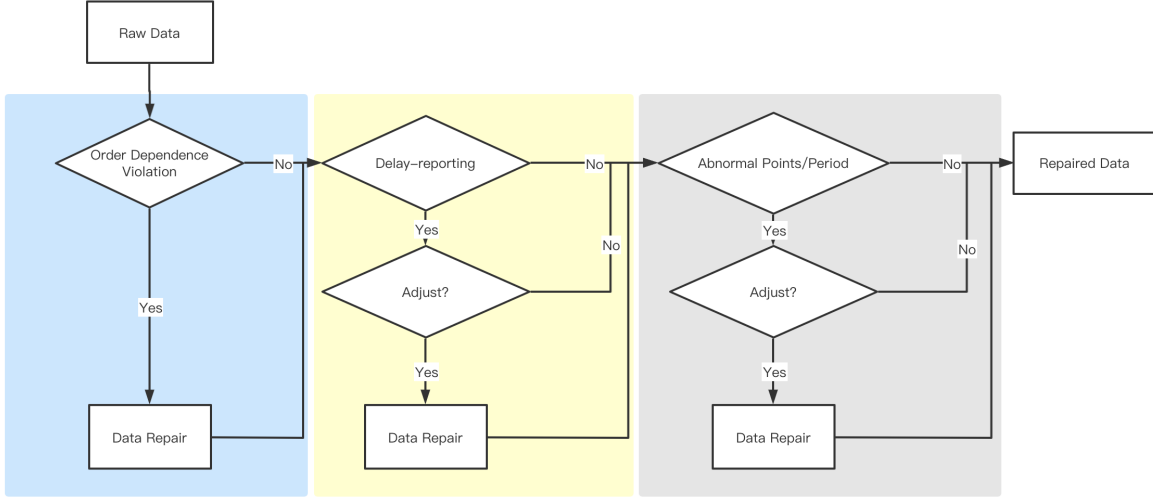 Raw Data
Order Dependence
Violation
No
Yes
Data Repair
Delay-reporting
No
Yes
Adjust?
No
Yes
Data Repair
Abnormal Points/Period
No
Yes
Adjust?
No
Yes
Data Repair
Repaired Data